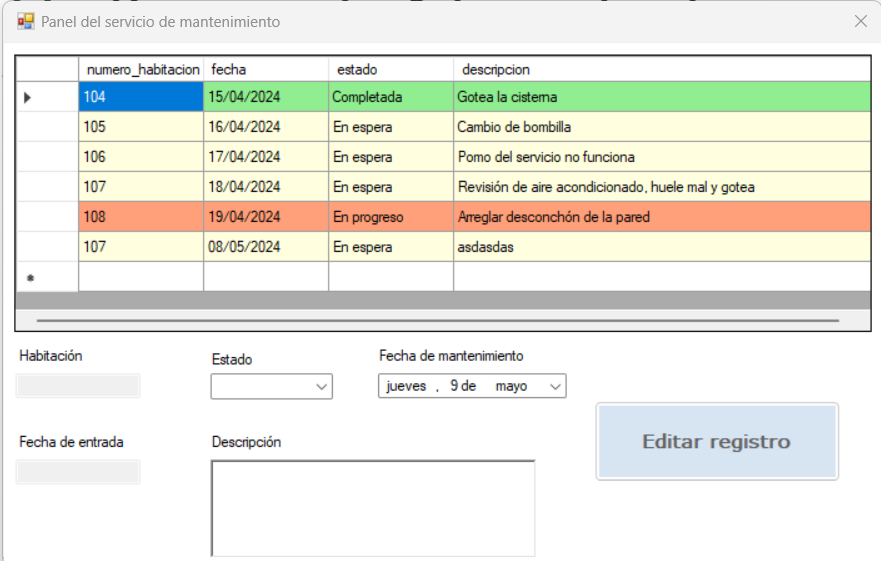 Panel del servicio de mantenimiento
numero_habitacion fecha estado descripcion
104 15/04/2024 Completada Gotea la cisterna
105 16/04/2024 En espera Cambio de bombilla
106 17/04/2024 En espera Pomo del servicio no funciona
107 18/04/2024 En espera Revisión de aire acondicionado, huele mal y gotea
108 19/04/2024 En progreso Arreglar desconchón de la pared
107 08/05/2024 En espera asdasdas
Habitación Estado Fecha de mantenimiento
jueves , 9 de mayo
Editar registro
Fecha de entrada Descripción